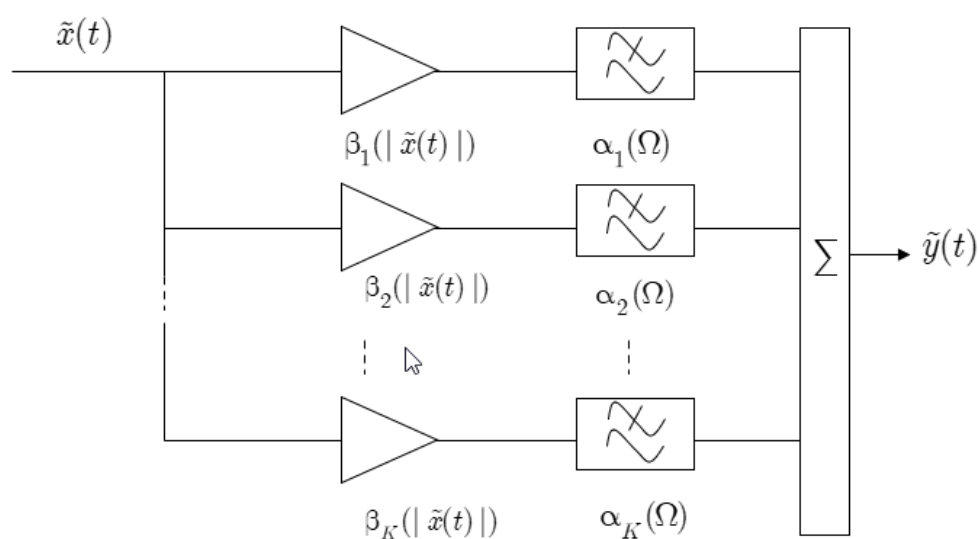 x̃(t)
β₁(| x̃(t) |)
α₁(Ω)
β₂(| x̃(t) |)
α₂(Ω)
Σ
ỹ(t)
β_K(| x̃(t) |)
α_K(Ω)